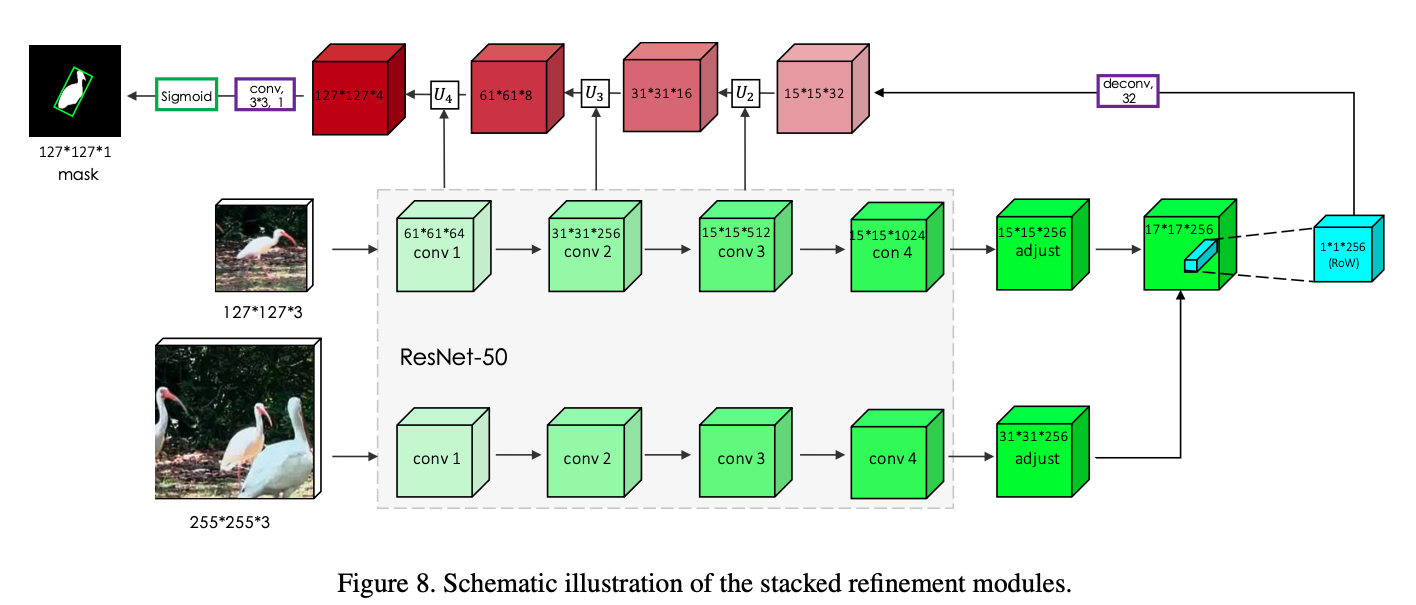 127*127*1
mask
Sigmoid
conv,
3*3, 1
127*127*4
U4
61*61*8
U3
31*31*16
U2
15*15*32
deconv,
32
127*127*3
61*61*64
conv 1
31*31*256
conv 2
15*15*512
conv 3
15*15*1024
con 4
15*15*256
adjust
17*17*256
1*1*256
(RoW)
ResNet-50
255*255*3
conv 1
conv 2
conv 3
conv 4
31*31*256
adjust
Figure 8. Schematic illustration of the stacked refinement modules.